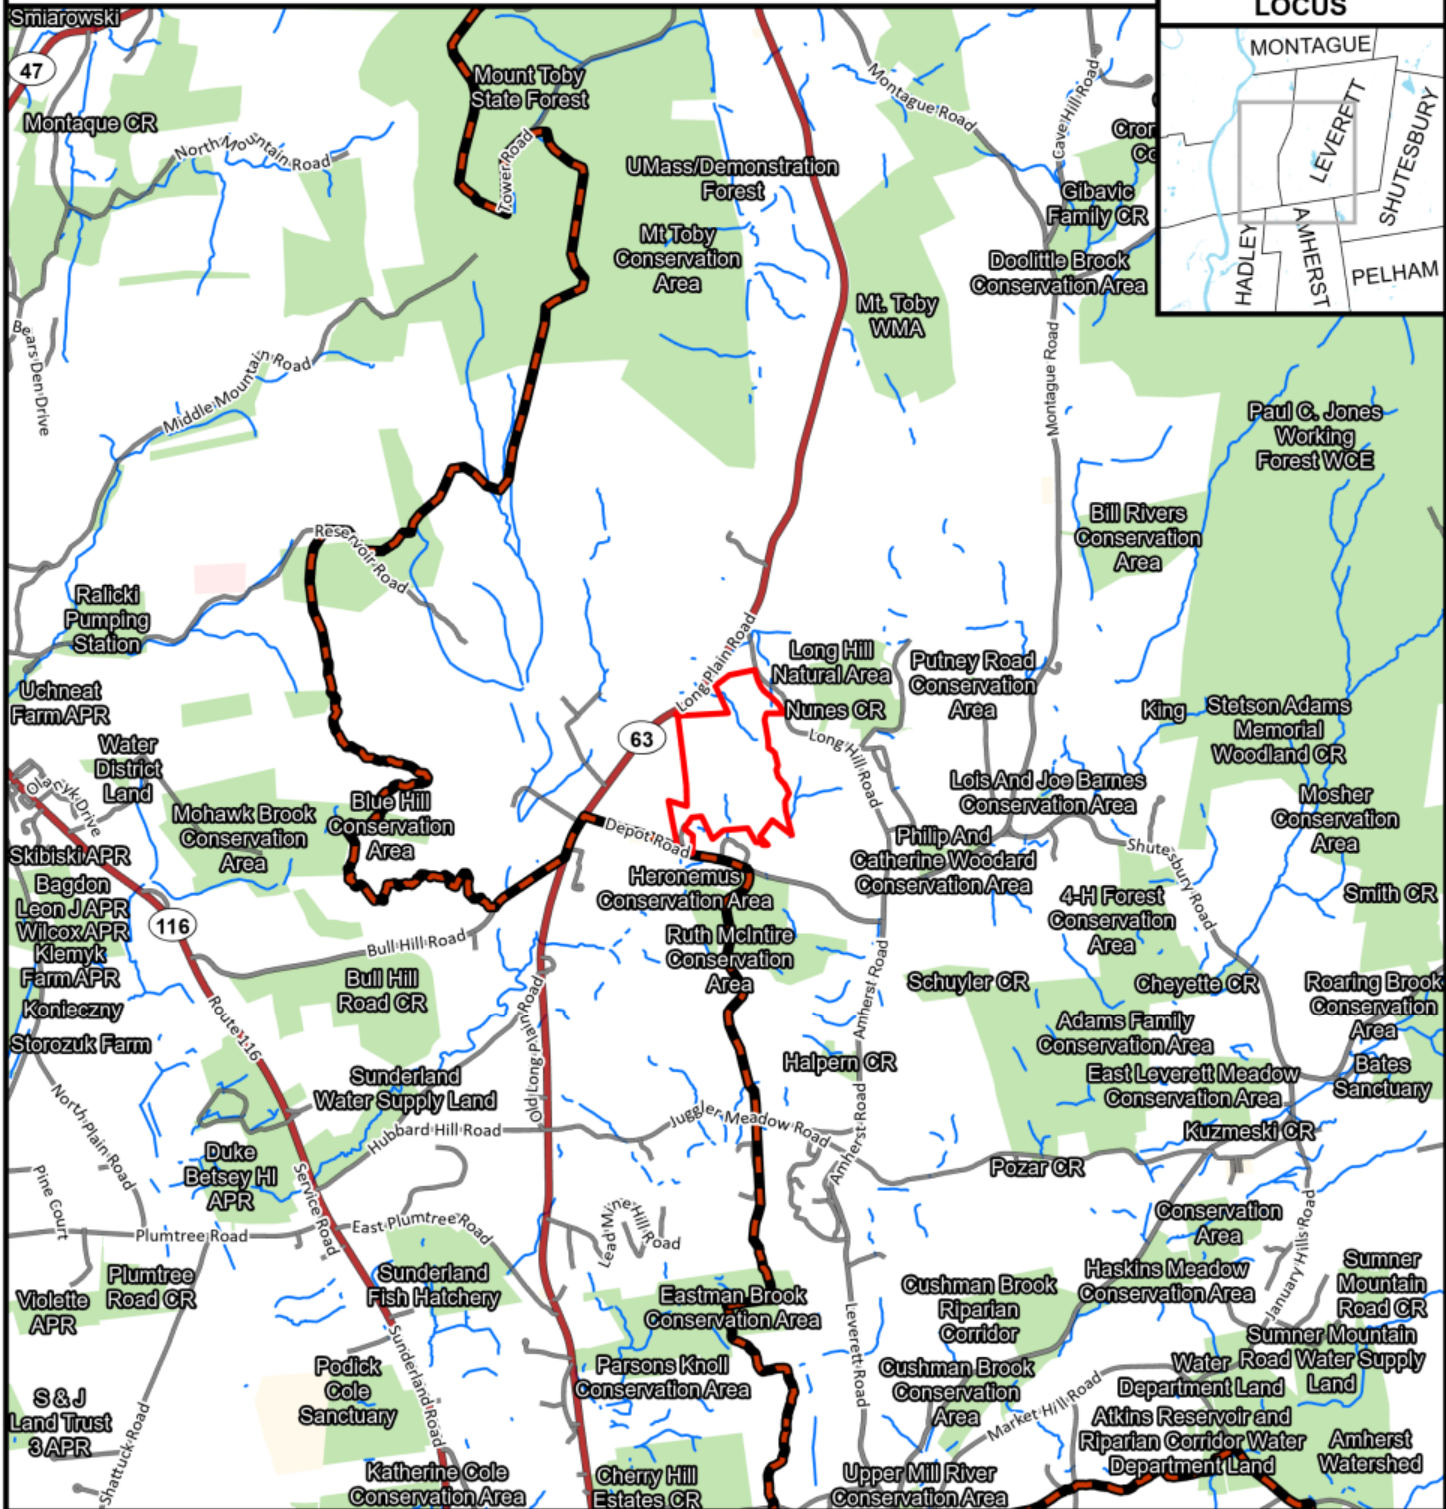 LOCUS
MONTAGUE
LEVERETT
SHUTESBURY
HADLEY
AMHERST
PELHAM
Smiarowski
47
Montaque CR
North Mountain Road
Mount Toby
State Forest
Tower Road
UMass/Demonstration
Forest
Mt Toby
Conservation
Area
Montague Road
Cave Hill Road
Gibavic
Family CR
Doolittle Brook
Conservation Area
Mt. Toby
WMA
Bears Den Drive
Middle Mountain Road
Montague Road
Paul C. Jones
Working
Forest WCE
Bill Rivers
Conservation
Area
Reservoir Road
Ralicki
Pumping
Station
Long Plain Road
Long Hill
Natural Area
Putney Road
Conservation
Area
Nunes CR
King
Stetson Adams
Memorial
Woodland CR
Uchneat
Farm APR
Water
District
Land
63
Long Hill Road
Lois And Joe Barnes
Conservation Area
Mosher
Conservation
Area
Mohawk Brook
Conservation
Area
Blue Hill
Conservation
Area
Depot Road
Philip And
Catherine Woodard
Conservation Area
Shutesbury Road
Skibiski APR
Bagdon
Leon J APR
Wilcox APR
Klemyk
Farm APR
Konieczny
Storozuk Farm
116
Heronemus
Conservation Area
Ruth McIntire
Conservation
Area
4-H Forest
Conservation
Area
Smith CR
Bull Hill Road
Bull Hill
Road CR
Old Long Plain Road
Amherst Road
Schuyler CR
Cheyette CR
Roaring Brook
Conservation
Area
Route 116
Adams Family
Conservation Area
Halpern CR
East Leverett Meadow
Conservation Area
Bates
Sanctuary
North Plain Road
Sunderland
Water Supply Land
Hubbard Hill Road
Juggler Meadow Road
Amherst Road
Amherst Road
Kuzmeski CR
Pozar CR
Duke
Betsey HI
APR
Pine Court
Service Road
Plumtree Road
East Plumtree Road
Lead Mine Hill Road
Conservation
Area
January Hills Road
Plumtree
Road CR
Violette
APR
Sunderland
Fish Hatchery
Eastman Brook
Conservation Area
Cushman Brook
Riparian
Corridor
Haskins Meadow
Conservation Area
Sumner
Mountain
Road CR
Sunderland Road
Leverett Road
Sumner Mountain
Road Water Supply
Land
Water
Department Land
Podick
Cole
Sanctuary
Parsons Knoll
Conservation Area
Cushman Brook
Conservation
Area
Market Hill Road
S & J
Land Trust
3 APR
Shattuck Road
Atkins Reservoir and
Riparian Corridor Water
Department Land
Amherst
Watershed
Katherine Cole
Conservation Area
Cherry Hill
Estates CR
Upper Mill River
Conservation Area